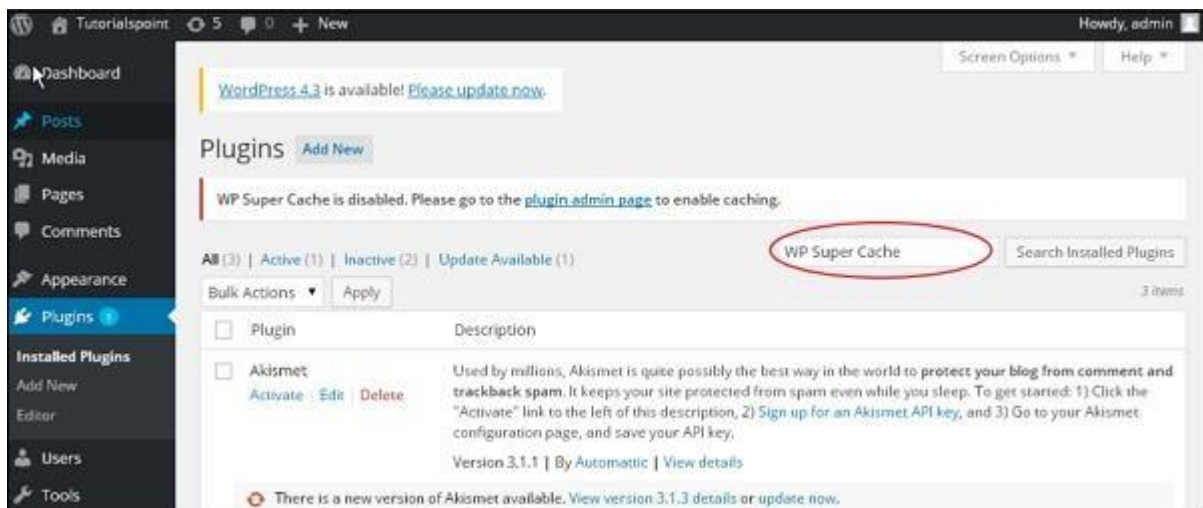 Tutorialspoint 5 0 + New Howdy, admin
Dashboard
Posts
Media
Pages
Comments
Appearance
Plugins 1
Installed Plugins
Add New
Editor
Users
Tools
Screen Options Help
WordPress 4.3 is available! Please update now.
Plugins Add New
WP Super Cache is disabled. Please go to the plugin admin page to enable caching.
WP Super Cache Search Installed Plugins
All (3) | Active (1) | Inactive (2) | Update Available (1)
Bulk Actions Apply 3 items
Plugin Description
Akismet
Activate | Edit | Delete
Used by millions, Akismet is quite possibly the best way in the world to protect your blog from comment and
trackback spam. It keeps your site protected from spam even while you sleep. To get started: 1) Click the
"Activate" link to the left of this description, 2) Sign up for an Akismet API key, and 3) Go to your Akismet
configuration page, and save your API key.
Version 3.1.1 | By Automattic | View details
There is a new version of Akismet available. View version 3.1.3 details or update now.